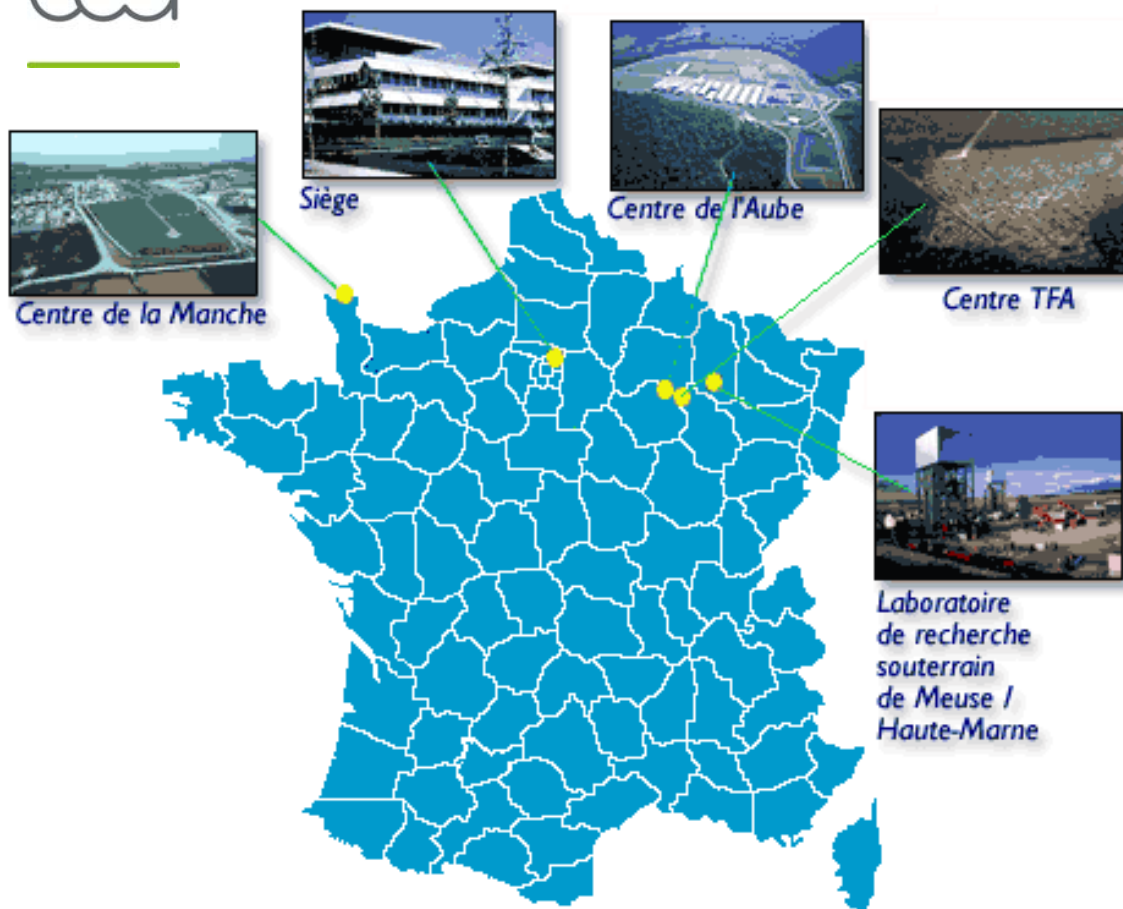 Siège
Centre de l'Aube
Centre de la Manche
Centre TFA
Laboratoire
de recherche
souterrain
de Meuse /
Haute-Marne